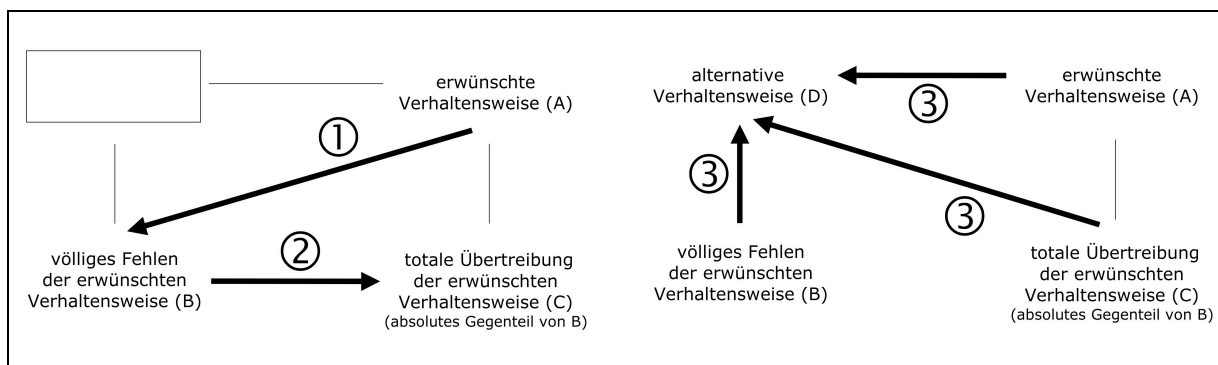 erwünschte
Verhaltensweise (A)
①
völliges Fehlen
der erwünschten
Verhaltensweise (B)
②
totale Übertreibung
der erwünschten
Verhaltensweise (C)
(absolutes Gegenteil von B)
alternative
Verhaltensweise (D)
③
erwünschte
Verhaltensweise (A)
③
③
völliges Fehlen
der erwünschten
Verhaltensweise (B)
totale Übertreibung
der erwünschten
Verhaltensweise (C)
(absolutes Gegenteil von B)